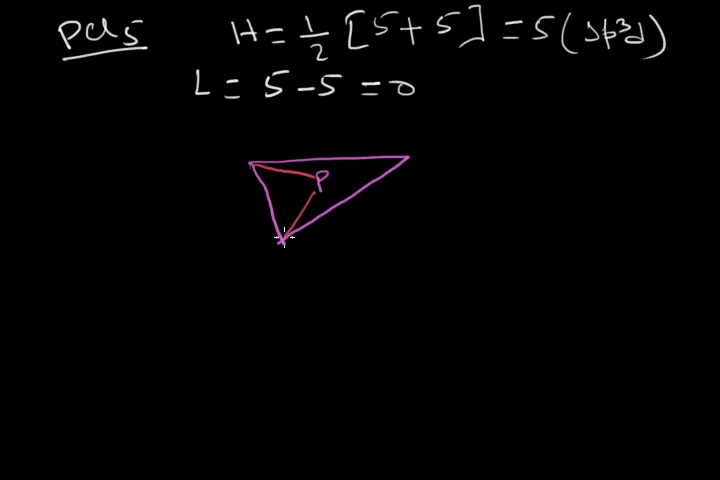 PCl5 H = 1/2 [5 + 5] = 5 (sp³d)
L = 5 - 5 = 0
P